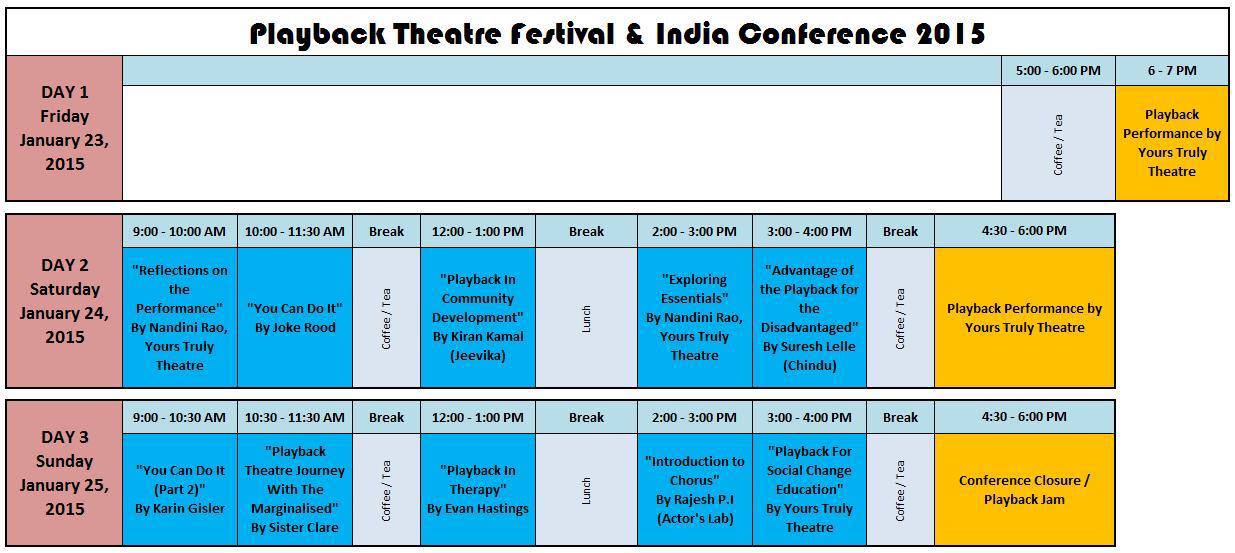 Playback Theatre Festival & India Conference 2015
DAY 1
Friday
January 23,
2015
5:00 - 6:00 PM
6 - 7 PM
Coffee / Tea
Playback
Performance by
Yours Truly
Theatre
DAY 2
Saturday
January 24,
2015
9:00 - 10:00 AM
10:00 - 11:30 AM
Break
12:00 - 1:00 PM
Break
2:00 - 3:00 PM
3:00 - 4:00 PM
Break
4:30 - 6:00 PM
"Reflections on
the
Performance"
By Nandini Rao,
Yours Truly
Theatre
"You Can Do It"
By Joke Rood
Coffee / Tea
"Playback In
Community
Development"
By Kiran Kamal
(Jeevika)
Lunch
"Exploring
Essentials"
By Nandini Rao,
Yours Truly
Theatre
"Advantage of
the Playback for
the
Disadvantaged"
By Suresh Lelle
(Chindu)
Coffee / Tea
Playback Performance by
Yours Truly Theatre
DAY 3
Sunday
January 25,
2015
9:00 - 10:30 AM
10:30 - 11:30 AM
Break
12:00 - 1:00 PM
Break
2:00 - 3:00 PM
3:00 - 4:00 PM
Break
4:30 - 6:00 PM
"You Can Do It
(Part 2)"
By Karin Gisler
"Playback
Theatre Journey
With The
Marginalised"
By Sister Clare
Coffee / Tea
"Playback In
Therapy"
By Evan Hastings
Lunch
"Introduction to
Chorus"
By Rajesh P.I
(Actor's Lab)
"Playback For
Social Change
Education"
By Yours Truly
Theatre
Coffee / Tea
Conference Closure /
Playback Jam